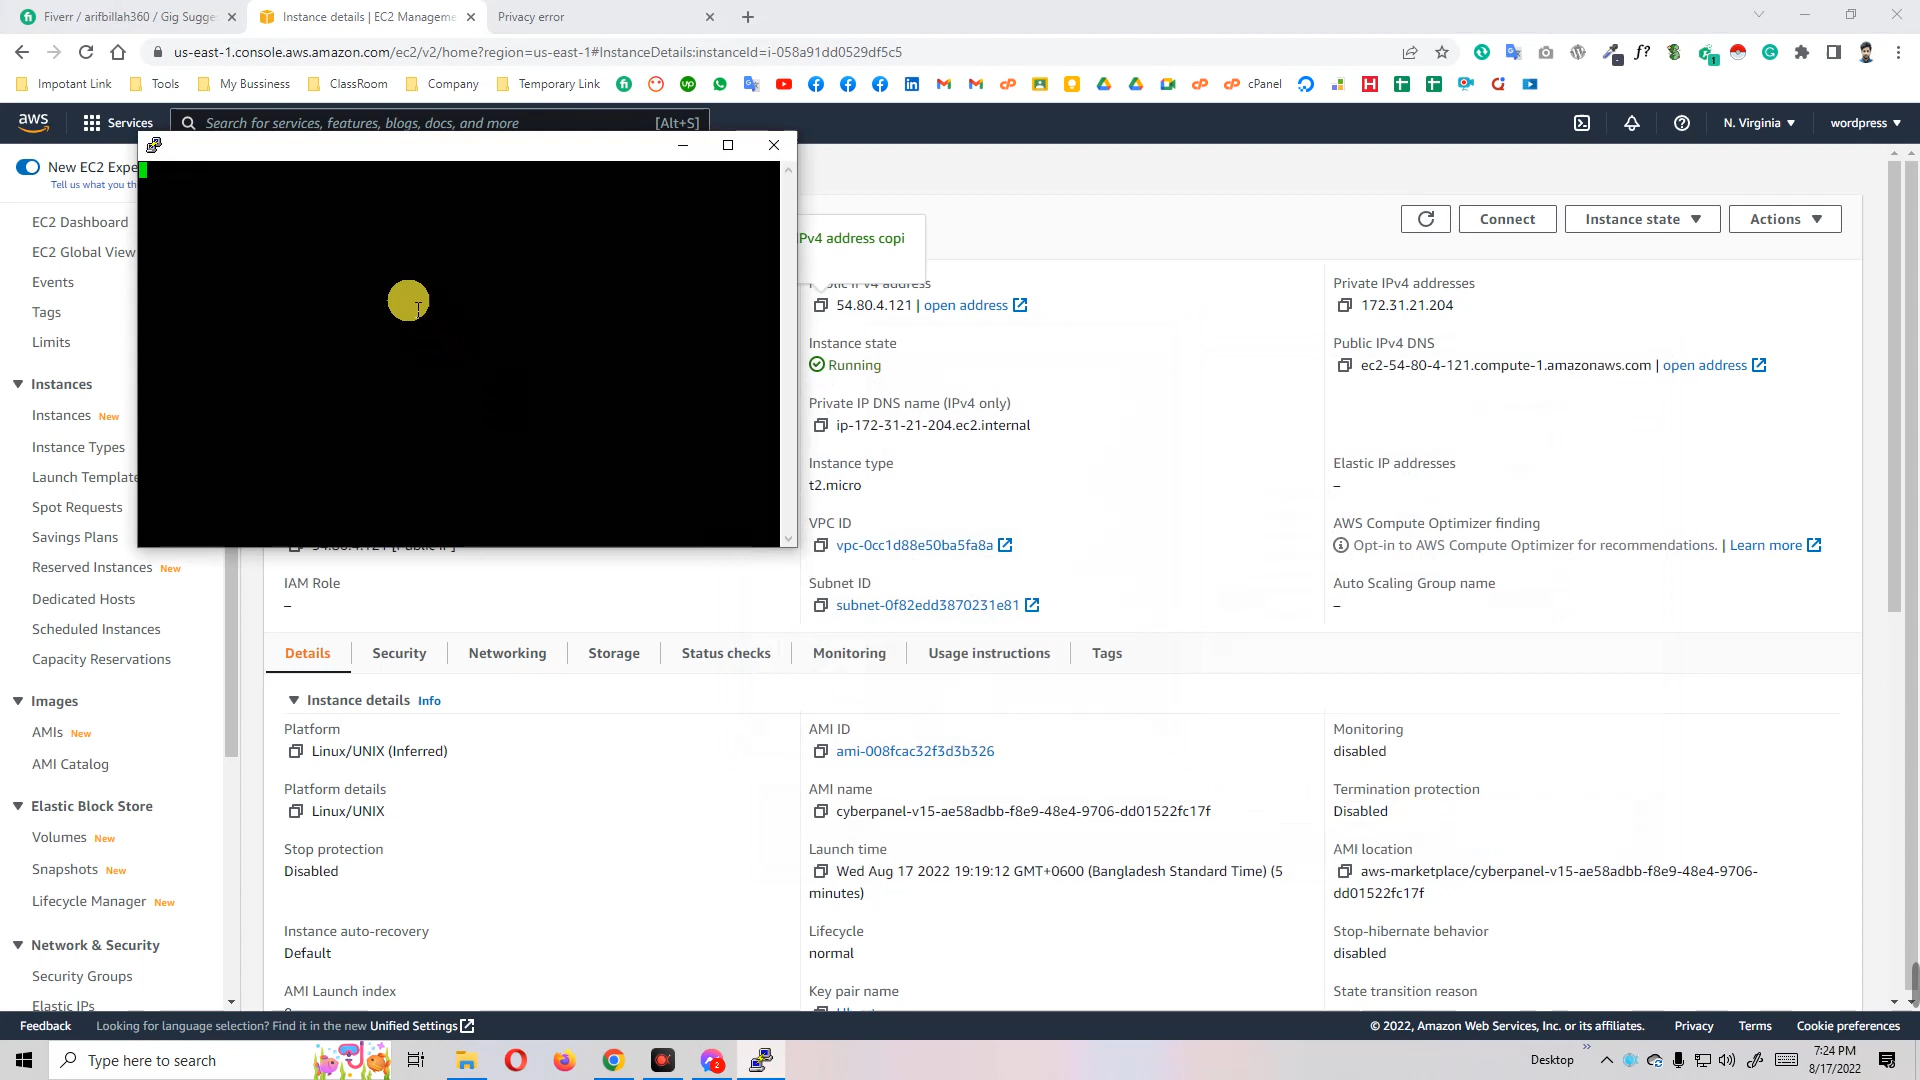 Fiverr / arifbillah360 / Gig Sugge
Instance details | EC2 Manageme
Privacy error
us-east-1.console.aws.amazon.com/ec2/v2/home?region=us-east-1#InstanceDetails:instanceId=i-058a91dd0529df5c5
Impotant Link
Tools
My Bussiness
ClassRoom
Company
Temporary Link
cPanel
aws
Services
Search for services, features, blogs, docs, and more
[Alt+S]
N. Virginia
wordpress
New EC2 Expe
Tell us what you th
EC2 Dashboard
EC2 Global View
Events
Tags
Limits
Instances
Instances New
Instance Types
Launch Template
Spot Requests
Savings Plans
Reserved Instances New
Dedicated Hosts
Scheduled Instances
Capacity Reservations
Images
AMIs New
AMI Catalog
Elastic Block Store
Volumes New
Snapshots New
Lifecycle Manager New
Network & Security
Security Groups
Elastic IPs
Connect
Instance state
Actions
IPv4 address copi
Public IPv4 address
54.80.4.121 | open address
Private IPv4 addresses
172.31.21.204
Instance state
Running
Public IPv4 DNS
ec2-54-80-4-121.compute-1.amazonaws.com | open address
Private IP DNS name (IPv4 only)
ip-172-31-21-204.ec2.internal
Instance type
t2.micro
Elastic IP addresses
–
54.80.4.121 [Public IP]
VPC ID
vpc-0cc1d88e50ba5fa8a
AWS Compute Optimizer finding
Opt-in to AWS Compute Optimizer for recommendations. | Learn more
IAM Role
–
Subnet ID
subnet-0f82edd3870231e81
Auto Scaling Group name
–
Details
Security
Networking
Storage
Status checks
Monitoring
Usage instructions
Tags
Instance details Info
Platform
Linux/UNIX (Inferred)
AMI ID
ami-008fcac32f3d3b326
Monitoring
disabled
Platform details
Linux/UNIX
AMI name
cyberpanel-v15-ae58adbb-f8e9-48e4-9706-dd01522fc17f
Termination protection
Disabled
Stop protection
Disabled
Launch time
Wed Aug 17 2022 19:19:12 GMT+0600 (Bangladesh Standard Time) (5
minutes)
AMI location
aws-marketplace/cyberpanel-v15-ae58adbb-f8e9-48e4-9706-
dd01522fc17f
Instance auto-recovery
Default
Lifecycle
normal
Stop-hibernate behavior
disabled
AMI Launch index
Key pair name
State transition reason
Feedback
Looking for language selection? Find it in the new Unified Settings
© 2022, Amazon Web Services, Inc. or its affiliates.
Privacy
Terms
Cookie preferences
Type here to search
2
Desktop
7:24 PM
8/17/2022